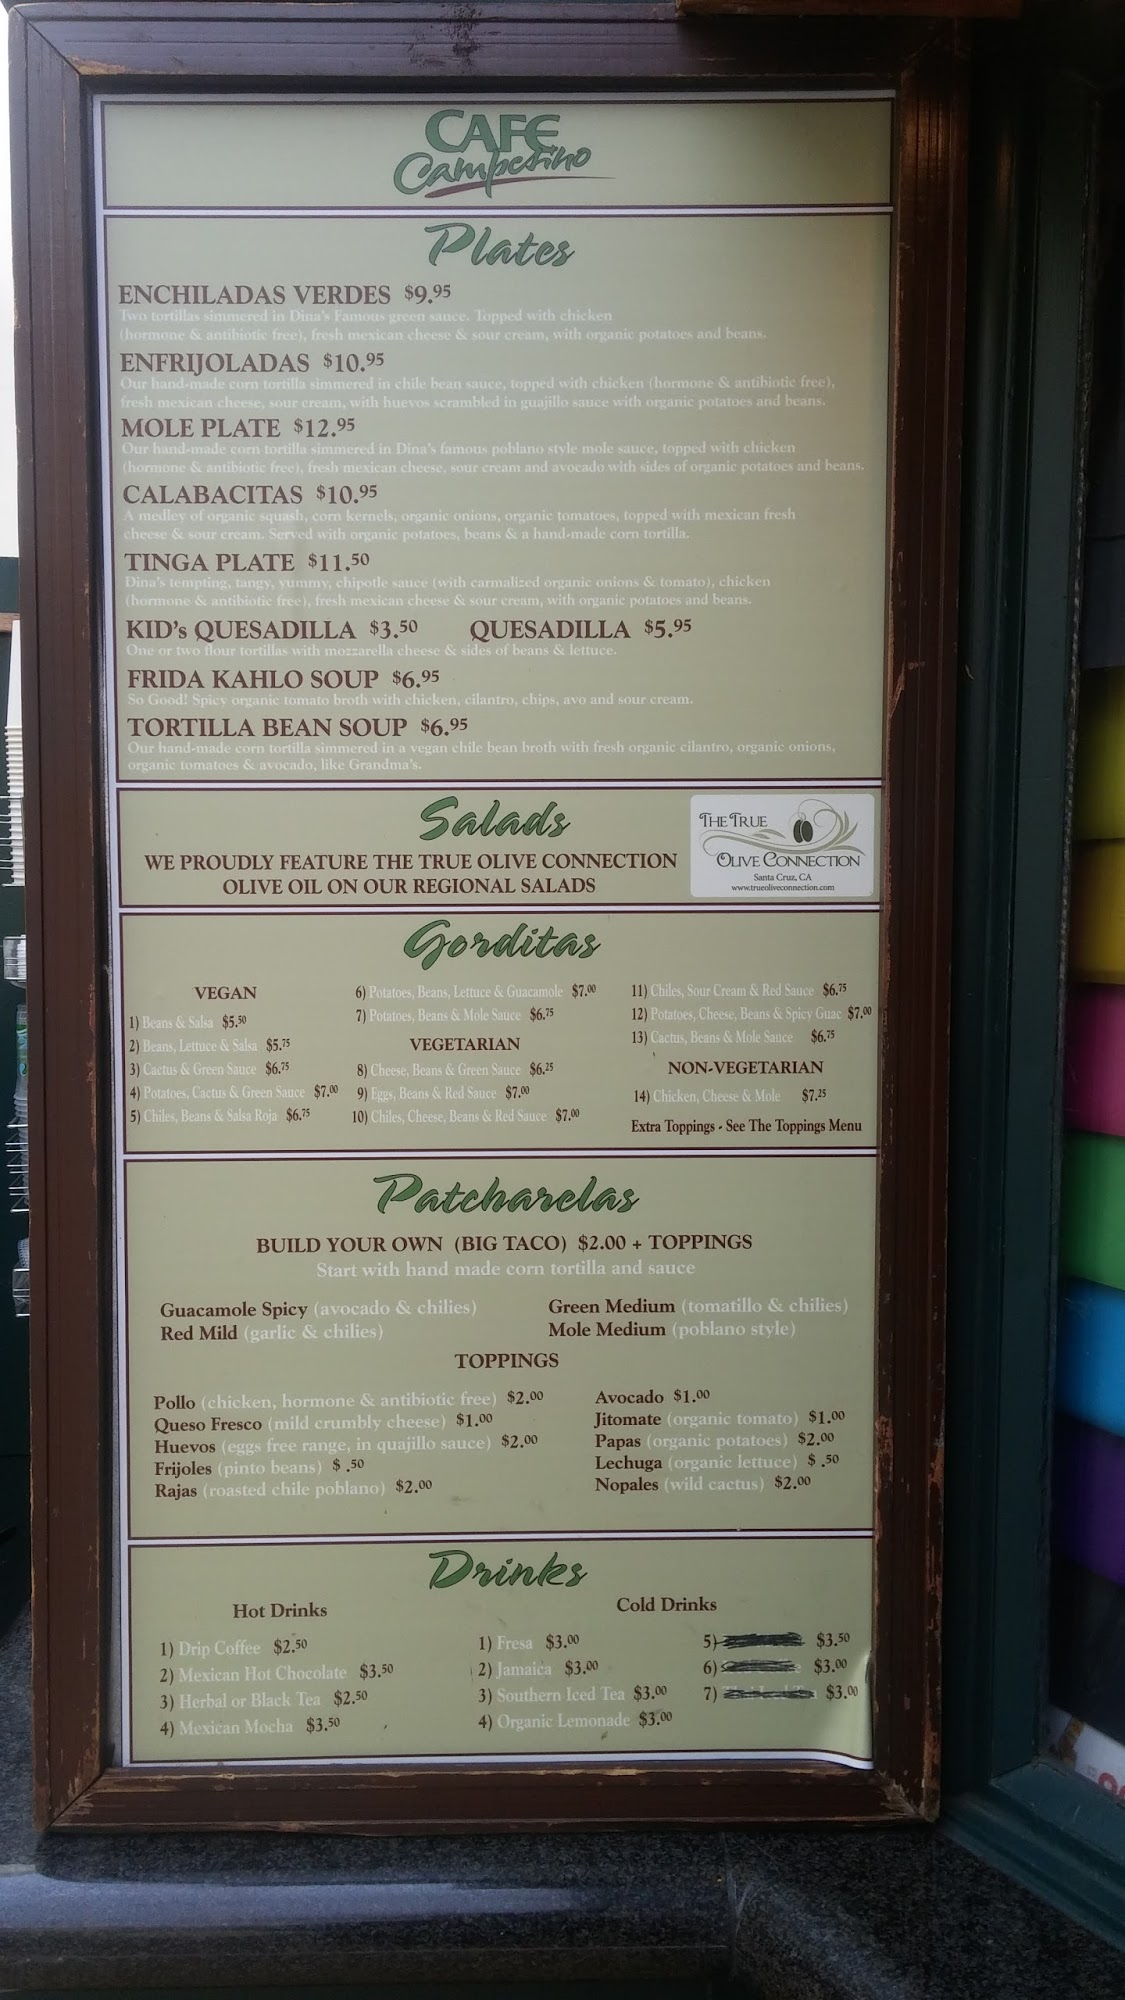 CAFE
Campesino
Plates
ENCHILADAS VERDES $9.95
Two tortillas simmered in Dina's Famous green sauce. Topped with chicken
(hormone & antibiotic free), fresh mexican cheese & sour cream, with organic potatoes and beans.
ENFRIJOLADAS $10.95
Our hand-made corn tortilla simmered in chile bean sauce, topped with chicken (hormone & antibiotic free),
fresh mexican cheese, sour cream, with huevos scrambled in guajillo sauce with organic potatoes and beans.
MOLE PLATE $12.95
Our hand-made corn tortilla simmered in Dina's famous poblano style mole sauce, topped with chicken
(hormone & antibiotic free), fresh mexican cheese, sour cream and avocado with sides of organic potatoes and beans.
CALABACITAS $10.95
A medley of organic squash, corn kernels, organic onions, organic tomatoes, topped with mexican fresh
cheese & sour cream. Served with organic potatoes, beans & a hand-made corn tortilla.
TINGA PLATE $11.50
Dina's tempting, tangy, yummy, chipotle sauce (with carmalized organic onions & tomato), chicken
(hormone & antibiotic free), fresh mexican cheese & sour cream, with organic potatoes and beans.
KID's QUESADILLA $3.50 QUESADILLA $5.95
One or two flour tortillas with mozzarella cheese & sides of beans & lettuce.
FRIDA KAHLO SOUP $6.95
So Good! Spicy organic tomato broth with chicken, cilantro, chips, avo and sour cream.
TORTILLA BEAN SOUP $6.95
Our hand-made corn tortilla simmered in a vegan chile bean broth with fresh organic cilantro, organic onions,
organic tomatoes & avocado, like Grandma's.
Salads
WE PROUDLY FEATURE THE TRUE OLIVE CONNECTION
OLIVE OIL ON OUR REGIONAL SALADS
THE TRUE
OLIVE CONNECTION
Santa Cruz, CA
www.trueoliveconnection.com
Gorditas
VEGAN
1) Beans & Salsa $5.50
2) Beans, Lettuce & Salsa $5.75
3) Cactus & Green Sauce $6.75
4) Potatoes, Cactus & Green Sauce $7.00
5) Chiles, Beans & Salsa Roja $6.75
6) Potatoes, Beans, Lettuce & Guacamole $7.00
7) Potatoes, Beans & Mole Sauce $6.75
VEGETARIAN
8) Cheese, Beans & Green Sauce $6.25
9) Eggs, Beans & Red Sauce $7.00
10) Chiles, Cheese, Beans & Red Sauce $7.00
11) Chiles, Sour Cream & Red Sauce $6.75
12) Potatoes, Cheese, Beans & Spicy Guac $7.00
13) Cactus, Beans & Mole Sauce $6.75
NON-VEGETARIAN
14) Chicken, Cheese & Mole $7.25
Extra Toppings - See The Toppings Menu
Patcharelas
BUILD YOUR OWN (BIG TACO) $2.00 + TOPPINGS
Start with hand made corn tortilla and sauce
Guacamole Spicy (avocado & chilies)
Red Mild (garlic & chilies)
Green Medium (tomatillo & chilies)
Mole Medium (poblano style)
TOPPINGS
Pollo (chicken, hormone & antibiotic free) $2.00
Queso Fresco (mild crumbly cheese) $1.00
Huevos (eggs free range, in quajillo sauce) $2.00
Frijoles (pinto beans) $ .50
Rajas (roasted chile poblano) $2.00
Avocado $1.00
Jitomate (organic tomato) $1.00
Papas (organic potatoes) $2.00
Lechuga (organic lettuce) $ .50
Nopales (wild cactus) $2.00
Drinks
Hot Drinks
1) Drip Coffee $2.50
2) Mexican Hot Chocolate $3.50
3) Herbal or Black Tea $2.50
4) Mexican Mocha $3.50
Cold Drinks
1) Fresa $3.00
2) Jamaica $3.00
3) Southern Iced Tea $3.00
4) Organic Lemonade $3.00
5) $3.50
6) $3.00
7) $3.00